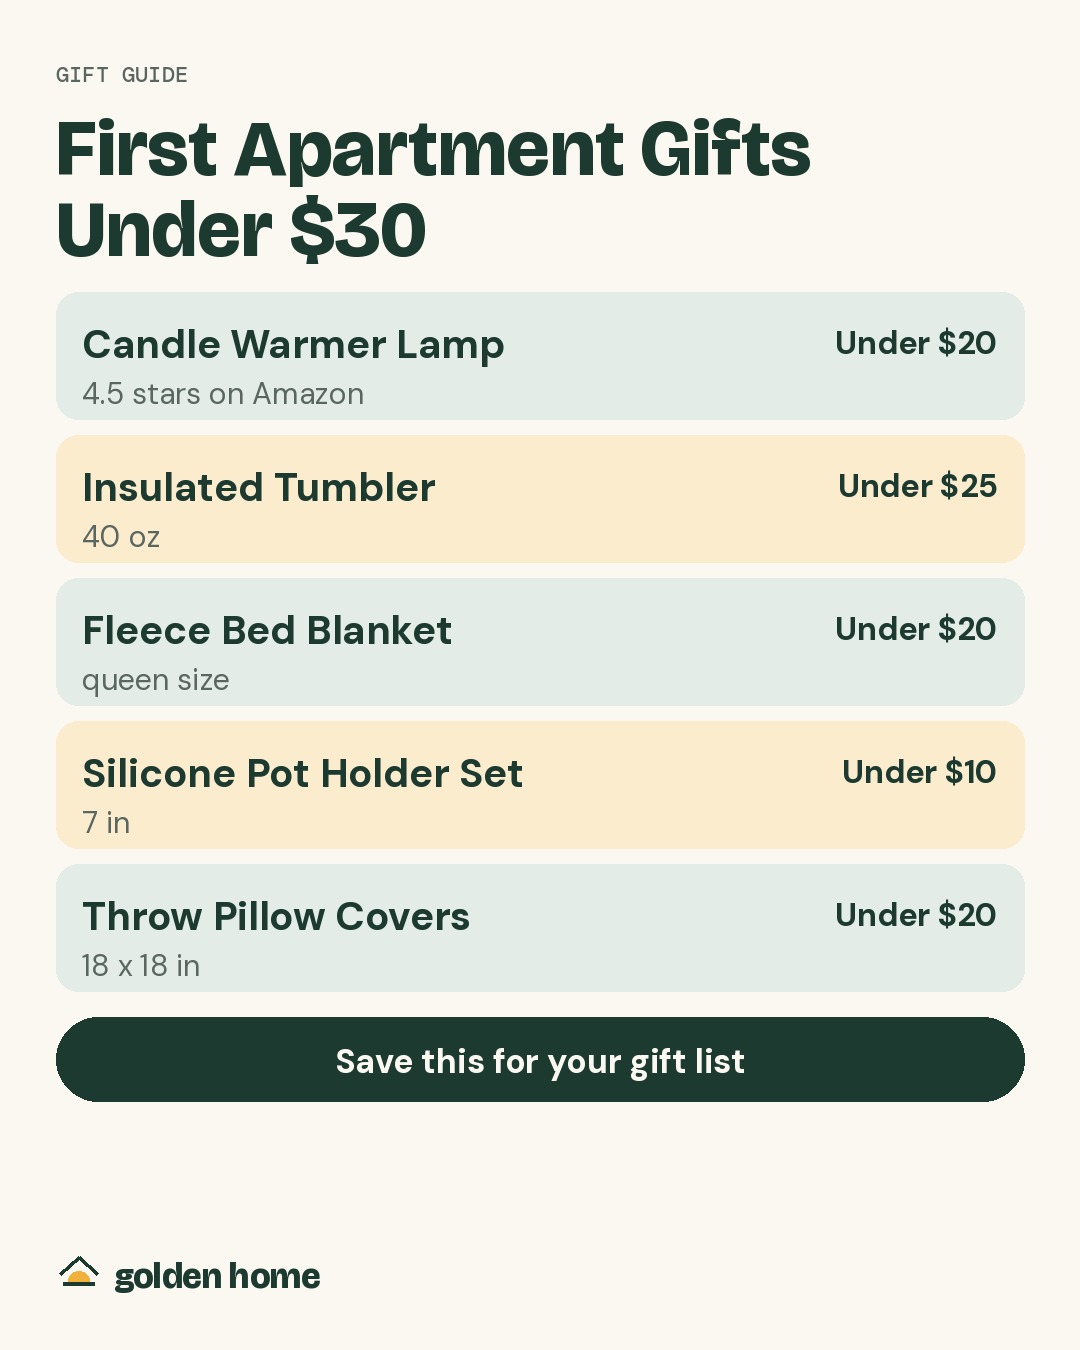 GIFT GUIDE
First Apartment Gifts
Under $30
Candle Warmer Lamp
Under $20
4.5 stars on Amazon
Insulated Tumbler
Under $25
40 oz
Fleece Bed Blanket
Under $20
queen size
Silicone Pot Holder Set
Under $10
7 in
Throw Pillow Covers
Under $20
18 x 18 in
Save this for your gift list
golden home